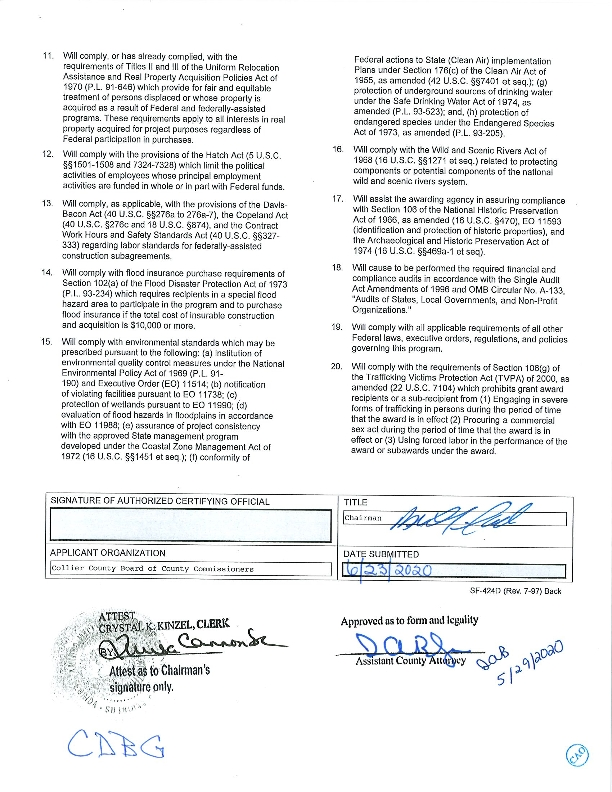 11. Will comply, or has already complied, with the
requirements of Titles II and III of the Uniform Relocation
Assistance and Real Property Acquisition Policies Act of
1970 (P.L. 91-646) which provide for fair and equitable
treatment of persons displaced or whose property is
acquired as a result of Federal and federally-assisted
programs. These requirements apply to all interests in real
property acquired for project purposes regardless of
Federal participation in purchases.
12. Will comply with the provisions of the Hatch Act (5 U.S.C.
§§1501-1508 and 7324-7328) which limit the political
activities of employees whose principal employment
activities are funded in whole or in part with Federal funds.
13. Will comply, as applicable, with the provisions of the Davis-
Bacon Act (40 U.S.C. §§276a to 276a-7), the Copeland Act
(40 U.S.C. §276c and 18 U.S.C. §874), and the Contract
Work Hours and Safety Standards Act (40 U.S.C. §§327-
333) regarding labor standards for federally-assisted
construction subagreements.
14. Will comply with flood insurance purchase requirements of
Section 102(a) of the Flood Disaster Protection Act of 1973
(P.L. 93-234) which requires recipients in a special flood
hazard area to participate in the program and to purchase
flood insurance if the total cost of insurable construction
and acquisition is $10,000 or more.
15. Will comply with environmental standards which may be
prescribed pursuant to the following: (a) institution of
environmental quality control measures under the National
Environmental Policy Act of 1969 (P.L. 91-
190) and Executive Order (EO) 11514; (b) notification
of violating facilities pursuant to EO 11738; (c)
protection of wetlands pursuant to EO 11990; (d)
evaluation of flood hazards in floodplains in accordance
with EO 11988; (e) assurance of project consistency
with the approved State management program
developed under the Coastal Zone Management Act of
1972 (16 U.S.C. §§1451 et seq.); (f) conformity of
Federal actions to State (Clean Air) implementation
Plans under Section 176(c) of the Clean Air Act of
1955, as amended (42 U.S.C. §§7401 et seq.); (g)
protection of underground sources of drinking water
under the Safe Drinking Water Act of 1974, as
amended (P.L. 93-523); and, (h) protection of
endangered species under the Endangered Species
Act of 1973, as amended (P.L. 93-205).
16. Will comply with the Wild and Scenic Rivers Act of
1968 (16 U.S.C. §§1271 et seq.) related to protecting
components or potential components of the national
wild and scenic rivers system.
17. Will assist the awarding agency in assuring compliance
with Section 106 of the National Historic Preservation
Act of 1966, as amended (16 U.S.C. §470), EO 11593
(identification and protection of historic properties), and
the Archaeological and Historic Preservation Act of
1974 (16 U.S.C. §§469a-1 et seq).
18. Will cause to be performed the required financial and
compliance audits in accordance with the Single Audit
Act Amendments of 1996 and OMB Circular No. A-133,
"Audits of States, Local Governments, and Non-Profit
Organizations."
19. Will comply with all applicable requirements of all other
Federal laws, executive orders, regulations, and policies
governing this program.
20. Will comply with the requirements of Section 106(g) of
the Trafficking Victims Protection Act (TVPA) of 2000, as
amended (22 U.S.C. 7104) which prohibits grant award
recipients or a sub-recipient from (1) Engaging in severe
forms of trafficking in persons during the period of time
that the award is in effect (2) Procuring a commercial
sex act during the period of time that the award is in
effect or (3) Using forced labor in the performance of the
award or subawards under the award.
SIGNATURE OF AUTHORIZED CERTIFYING OFFICIAL
TITLE
Chairman
APPLICANT ORGANIZATION
Collier County Board of County Commissioners
DATE SUBMITTED
6/23/2020
SF-424D (Rev. 7-97) Back
ATTEST
CRYSTAL K. KINZEL, CLERK
BY:
Attest as to Chairman's
signature only.
Approved as to form and legality
Assistant County Attorney
DAB
5/29/2020
CDBG
CAO